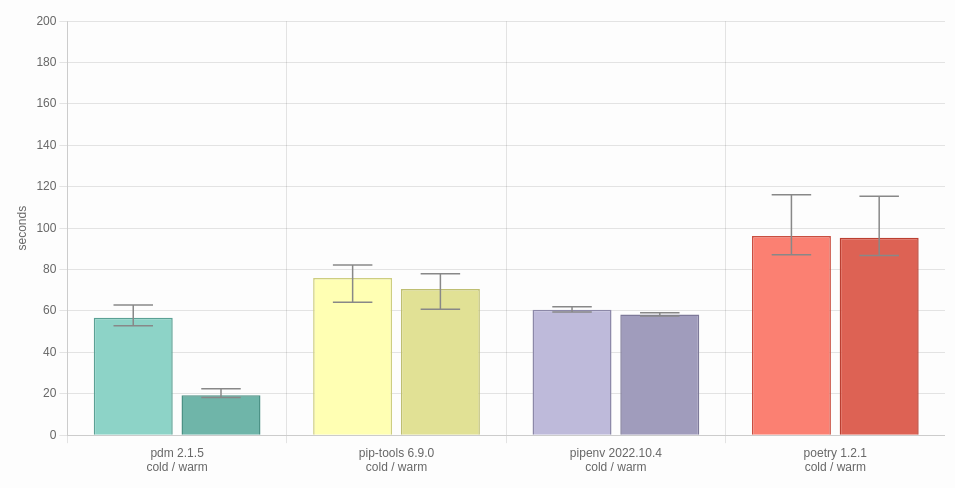 200
180
160
140
120
100
80
60
40
20
0
seconds
pdm 2.1.5
cold / warm
pip-tools 6.9.0
cold / warm
pipenv 2022.10.4
cold / warm
poetry 1.2.1
cold / warm